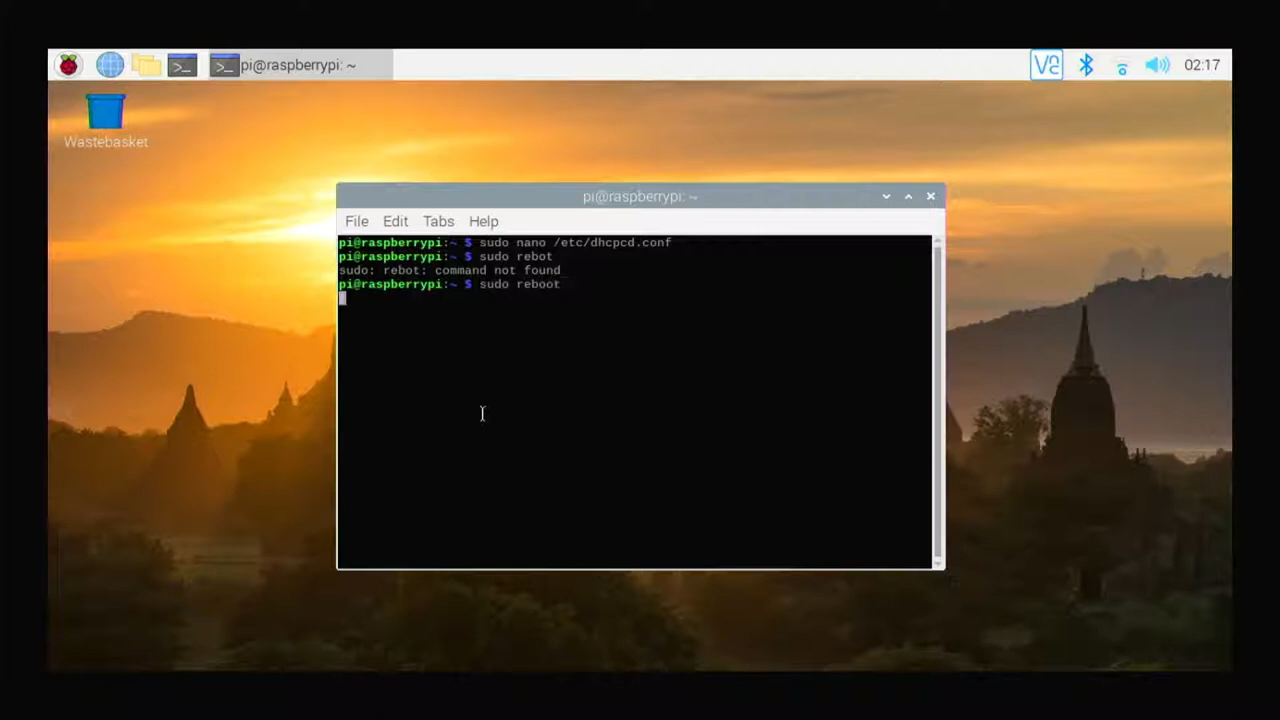 pi@raspberrypi: ~
02:17
Wastebasket
pi@raspberrypi: ~
File Edit Tabs Help
pi@raspberrypi:~ $ sudo nano /etc/dhcpcd.conf
pi@raspberrypi:~ $ sudo rebot
sudo: rebot: command not found
pi@raspberrypi:~ $ sudo reboot